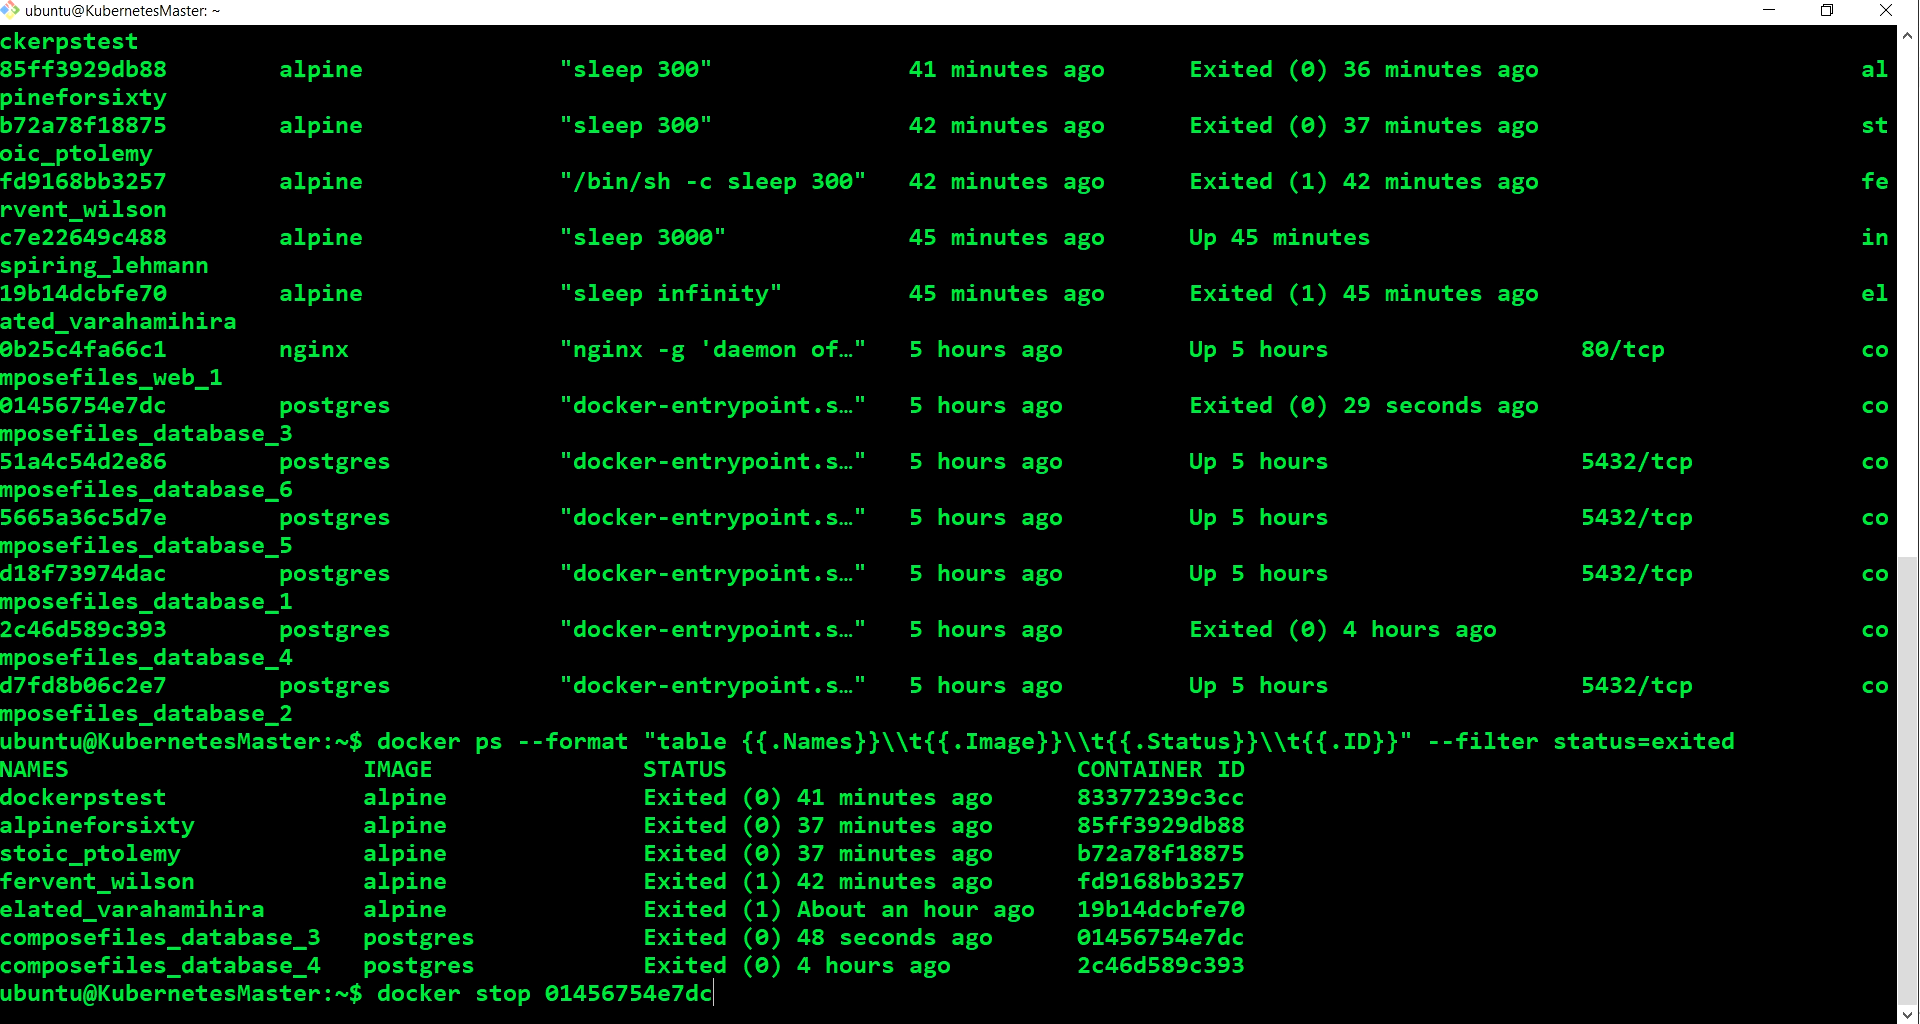 ubuntu@KubernetesMaster: ~
ckerpstest
85ff3929db88        alpine              "sleep 300"              41 minutes ago      Exited (0) 36 minutes ago                       al
pineforsixty
b72a78f18875        alpine              "sleep 300"              42 minutes ago      Exited (0) 37 minutes ago                       st
oic_ptolemy
fd9168bb3257        alpine              "/bin/sh -c sleep 300"   42 minutes ago      Exited (1) 42 minutes ago                       fe
rvent_wilson
c7e22649c488        alpine              "sleep 3000"             45 minutes ago      Up 45 minutes                                   in
spiring_lehmann
19b14dcbfe70        alpine              "sleep infinity"         45 minutes ago      Exited (1) 45 minutes ago                       el
ated_varahamihira
0b25c4fa66c1        nginx               "nginx -g 'daemon of…"   5 hours ago         Up 5 hours                  80/tcp              co
mposefiles_web_1
01456754e7dc        postgres            "docker-entrypoint.s…"   5 hours ago         Exited (0) 29 seconds ago                       co
mposefiles_database_3
51a4c54d2e86        postgres            "docker-entrypoint.s…"   5 hours ago         Up 5 hours                  5432/tcp            co
mposefiles_database_6
5665a36c5d7e        postgres            "docker-entrypoint.s…"   5 hours ago         Up 5 hours                  5432/tcp            co
mposefiles_database_5
d18f73974dac        postgres            "docker-entrypoint.s…"   5 hours ago         Up 5 hours                  5432/tcp            co
mposefiles_database_1
2c46d589c393        postgres            "docker-entrypoint.s…"   5 hours ago         Exited (0) 4 hours ago                          co
mposefiles_database_4
d7fd8b06c2e7        postgres            "docker-entrypoint.s…"   5 hours ago         Up 5 hours                  5432/tcp            co
mposefiles_database_2
ubuntu@KubernetesMaster:~$ docker ps --format "table {{.Names}}\\t{{.Image}}\\t{{.Status}}\\t{{.ID}}" --filter status=exited
NAMES                     IMAGE               STATUS                         CONTAINER ID
dockerpstest              alpine              Exited (0) 41 minutes ago      83377239c3cc
alpineforsixty            alpine              Exited (0) 37 minutes ago      85ff3929db88
stoic_ptolemy             alpine              Exited (0) 37 minutes ago      b72a78f18875
fervent_wilson            alpine              Exited (1) 42 minutes ago      fd9168bb3257
elated_varahamihira       alpine              Exited (1) About an hour ago   19b14dcbfe70
composefiles_database_3   postgres            Exited (0) 48 seconds ago      01456754e7dc
composefiles_database_4   postgres            Exited (0) 4 hours ago         2c46d589c393
ubuntu@KubernetesMaster:~$ docker stop 01456754e7dc